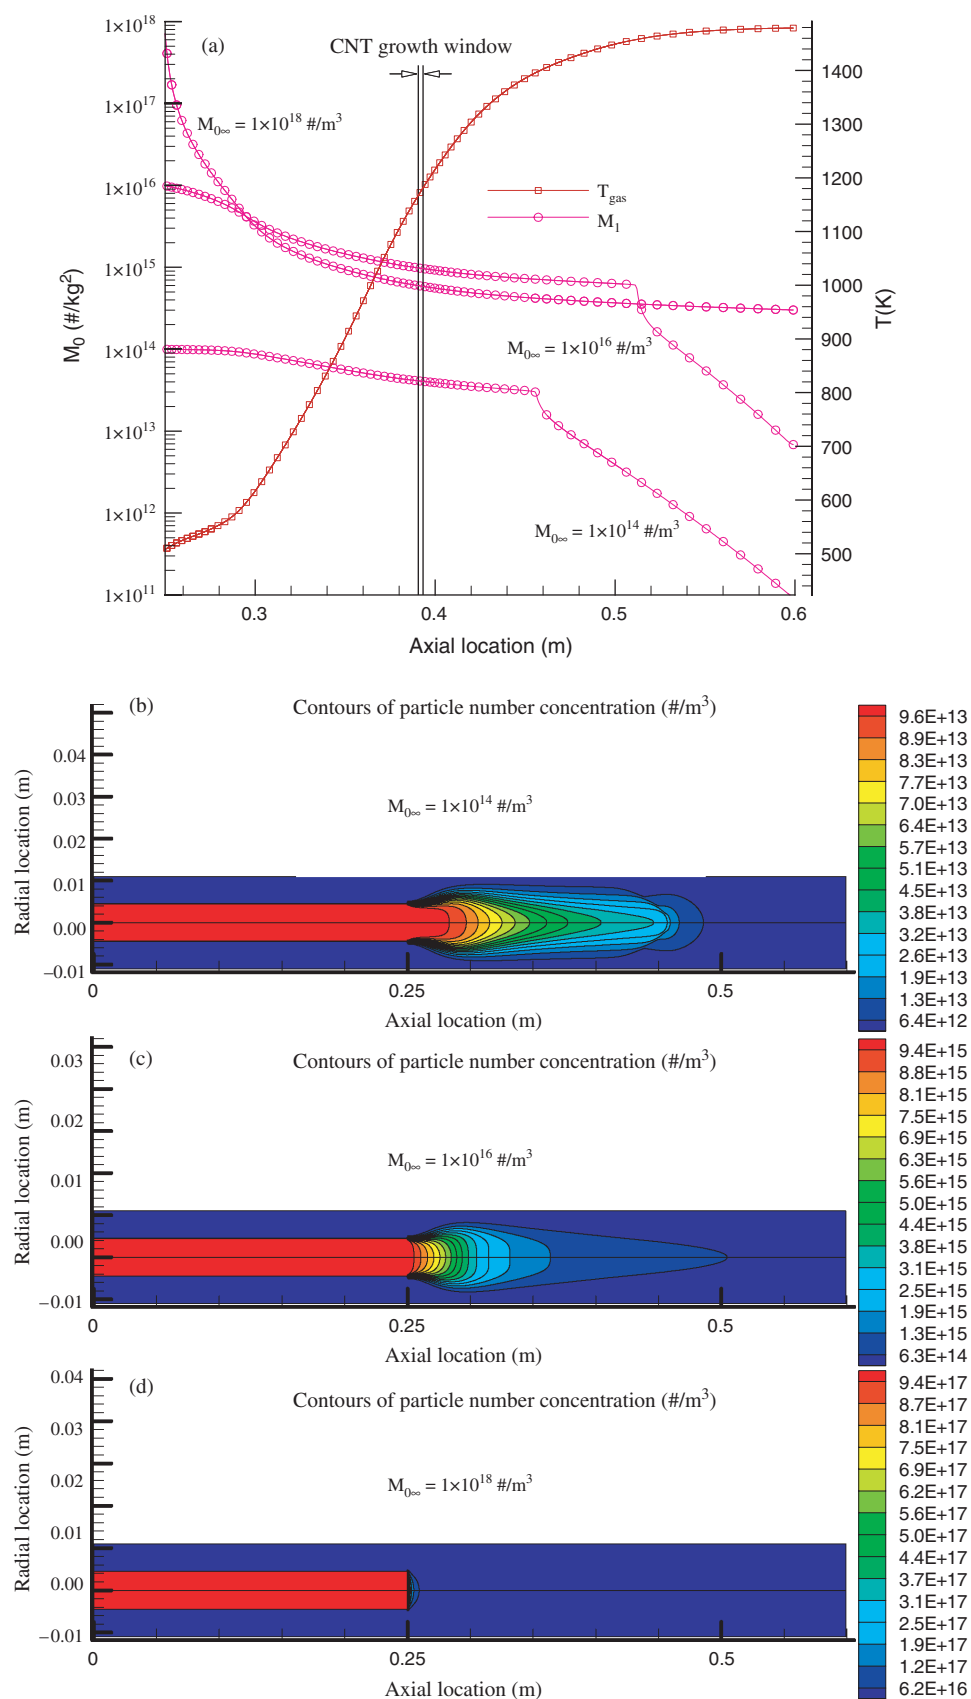 (a)
CNT growth window
M0∞ = 1×10^18 #/m^3
T_gas
M_1
M0∞ = 1×10^16 #/m^3
M0∞ = 1×10^14 #/m^3
1×10^18
1×10^17
1×10^16
1×10^15
1×10^14
1×10^13
1×10^12
1×10^11
M_0 (#/kg^2)
1400
1300
1200
1100
1000
900
800
700
600
500
T(K)
0.3 0.4 0.5 0.6
Axial location (m)
(b)
Contours of particle number concentration (#/m^3)
M0∞ = 1×10^14 #/m^3
0.04
0.03
0.02
0.01
0.00
−0.01
Radial location (m)
0 0.25 0.5
Axial location (m)
9.6E+13
8.9E+13
8.3E+13
7.7E+13
7.0E+13
6.4E+13
5.7E+13
5.1E+13
4.5E+13
3.8E+13
3.2E+13
2.6E+13
1.9E+13
1.3E+13
6.4E+12
(c)
Contours of particle number concentration (#/m^3)
M0∞ = 1×10^16 #/m^3
0.03
0.02
0.01
0.00
−0.01
Radial location (m)
0 0.25 0.5
Axial location (m)
9.4E+15
8.8E+15
8.1E+15
7.5E+15
6.9E+15
6.3E+15
5.6E+15
5.0E+15
4.4E+15
3.8E+15
3.1E+15
2.5E+15
1.9E+15
1.3E+15
6.3E+14
(d)
Contours of particle number concentration (#/m^3)
M0∞ = 1×10^18 #/m^3
0.04
0.03
0.02
0.01
0.00
−0.01
Radial location (m)
0 0.25 0.5
Axial location (m)
9.4E+17
8.7E+17
8.1E+17
7.5E+17
6.9E+17
6.2E+17
5.6E+17
5.0E+17
4.4E+17
3.7E+17
3.1E+17
2.5E+17
1.9E+17
1.2E+17
6.2E+16